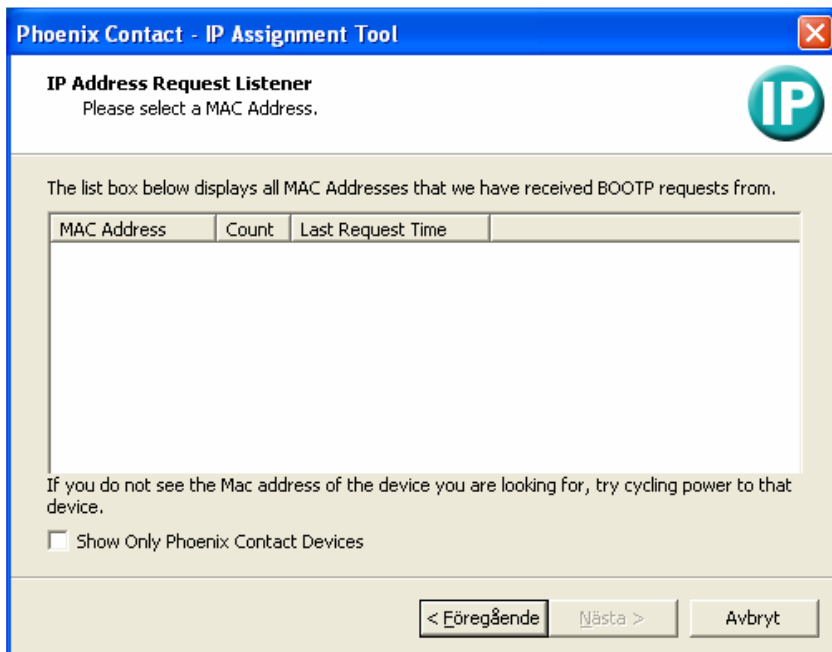 Phoenix Contact - IP Assignment Tool
IP Address Request Listener
Please select a MAC Address.
IP
The list box below displays all MAC Addresses that we have received BOOTP requests from.
MAC Address Count Last Request Time
If you do not see the Mac address of the device you are looking for, try cycling power to that
device.
Show Only Phoenix Contact Devices
< Föregående Nästa > Avbryt